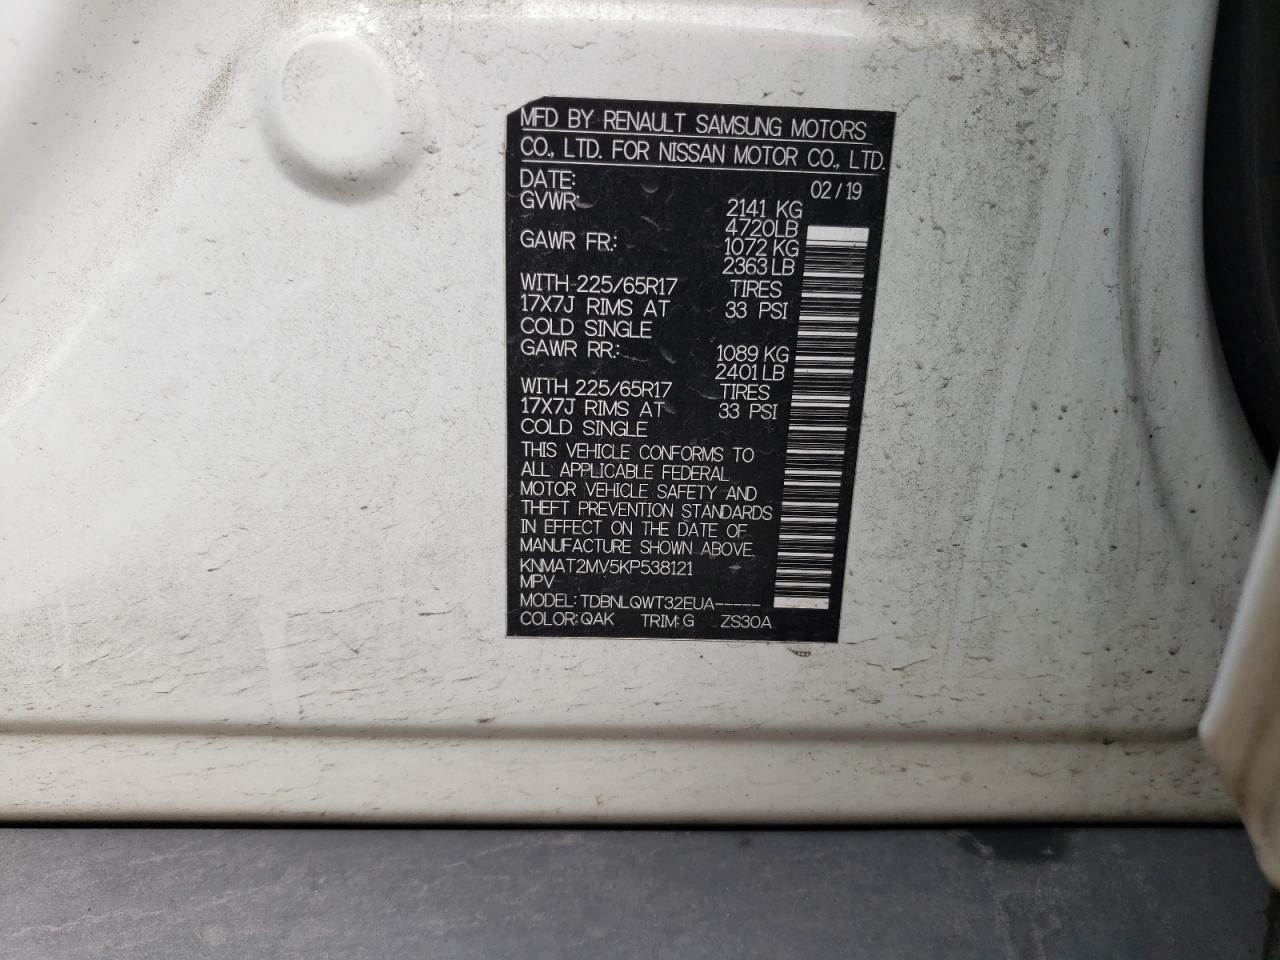 MFD BY RENAULT SAMSUNG MOTORS
CO., LTD. FOR NISSAN MOTOR CO., LTD.
DATE: 02/19
GVWR: 2141 KG
4720LB
GAWR FR.: 1072 KG
2363 LB
WITH 225/65R17 TIRES
17X7J RIMS AT 33 PSI
COLD SINGLE
GAWR RR.: 1089 KG
2401 LB
WITH 225/65R17 TIRES
17X7J RIMS AT 33 PSI
COLD SINGLE
THIS VEHICLE CONFORMS TO
ALL APPLICABLE FEDERAL
MOTOR VEHICLE SAFETY AND
THEFT PREVENTION STANDARDS
IN EFFECT ON THE DATE OF
MANUFACTURE SHOWN ABOVE.
KNMAT2MV5KP538121
MPV
MODEL: TDBNLQWT32EUA-----
COLOR: QAK TRIM: G ZS30A